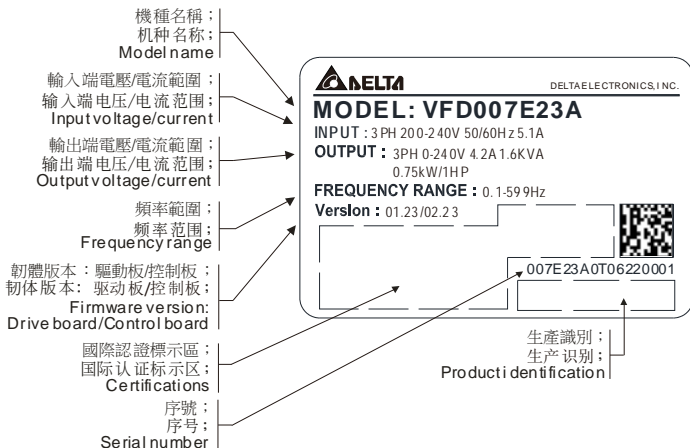 機種名稱；
机种名称；
Model name
輸入端電壓/電流範圍；
输入端电压/电流范围；
Input voltage/current
輸出端電壓/電流範圍；
输出端电压/电流范围；
Output voltage/current
頻率範圍；
频率范围；
Frequency range
韌體版本：驅動板/控制板；
韧体版本: 驱动板/控制板；
Firmware version:
Drive board/Control board
國際認證標示區；
国际认证标示区；
Certifications
序號；
序号；
Serial number
DELTA
DELTA ELECTRONICS, INC.
MODEL: VFD007E23A
INPUT : 3PH 200-240V 50/60Hz 5.1A
OUTPUT : 3PH 0-240V 4.2A 1.6KVA
0.75kW/1HP
FREQUENCY RANGE : 0.1-599Hz
Version : 01.23/02.23
007E23A0T06220001
生產識別；
生产识别；
Product identification